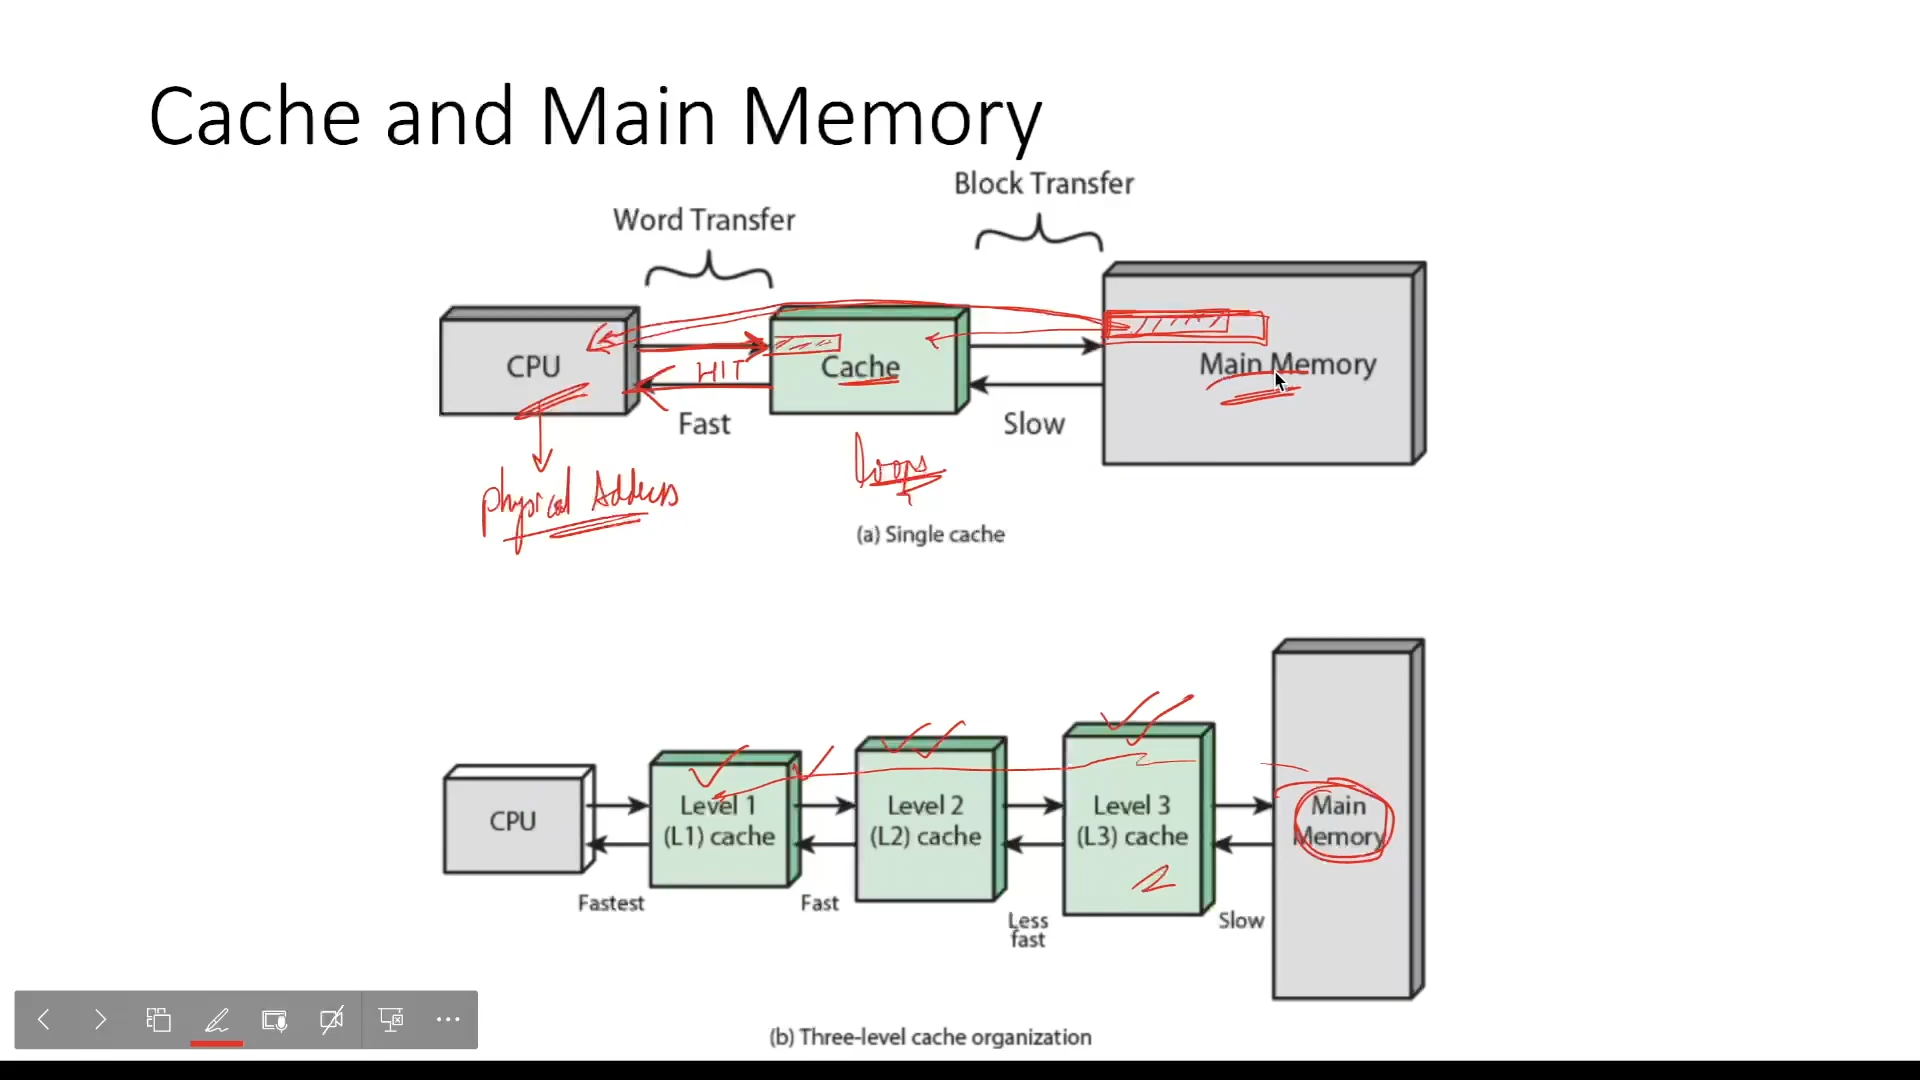 Cache and Main Memory
Block Transfer
Word Transfer
CPU
Cache
Main Memory
HIT
Fast
Slow
loops
Physical Address
(a) Single cache
CPU
Level 1
(L1) cache
Level 2
(L2) cache
Level 3
(L3) cache
Main
Memory
Fastest
Fast
Less
fast
Slow
(b) Three-level cache organization